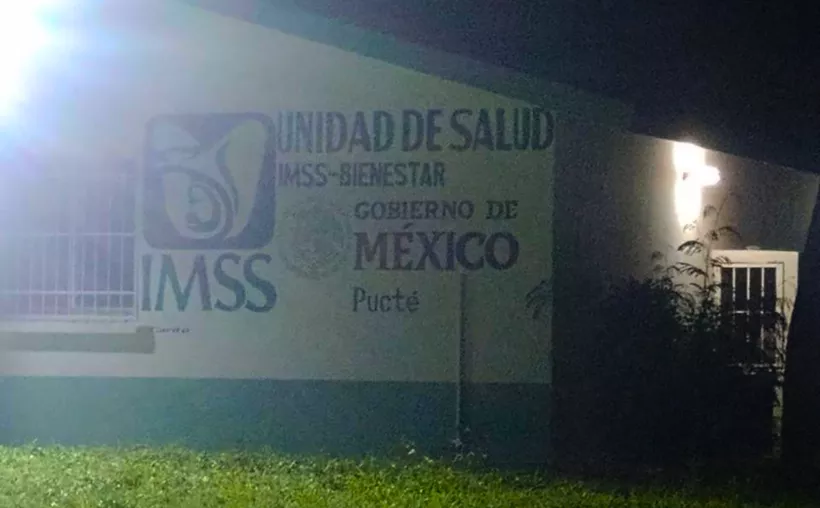 UNIDAD DE SALUD
IMSS-BIENESTAR
GOBIERNO DE
MÉXICO
IMSS
Pucté